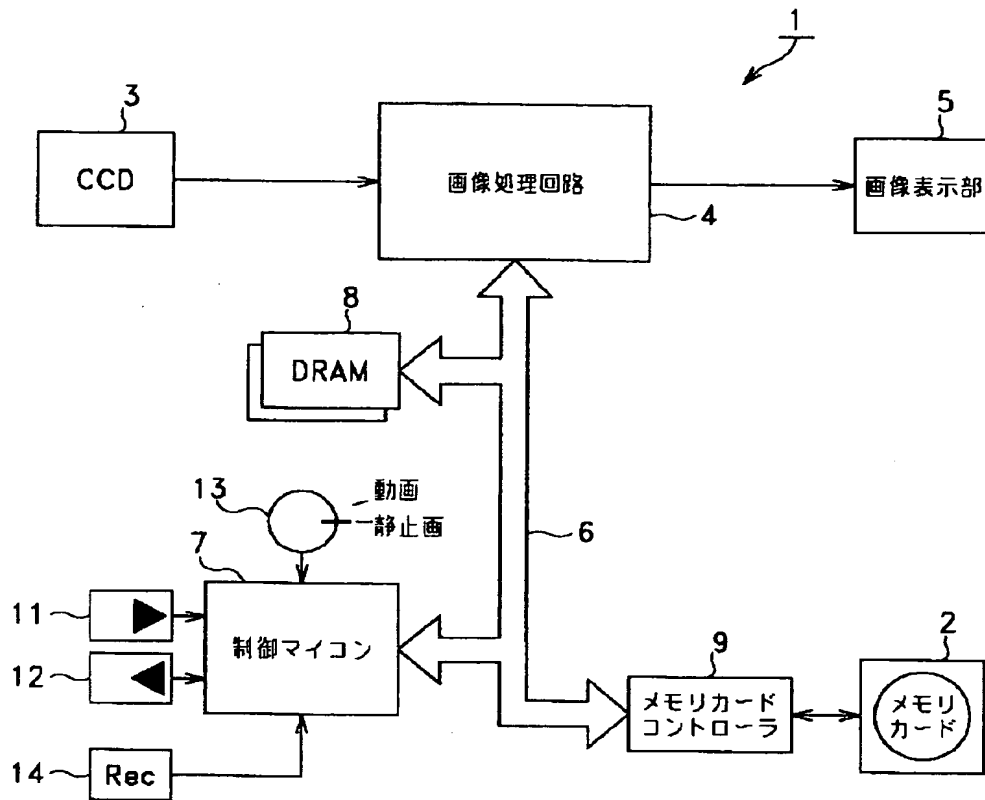 1
3
CCD
画像処理回路
4
5
画像表示部
8
DRAM
13
動画
静止画
6
7
制御マイコン
11
12
14
Rec
9
メモリカード
コントローラ
2
メモリ
カード